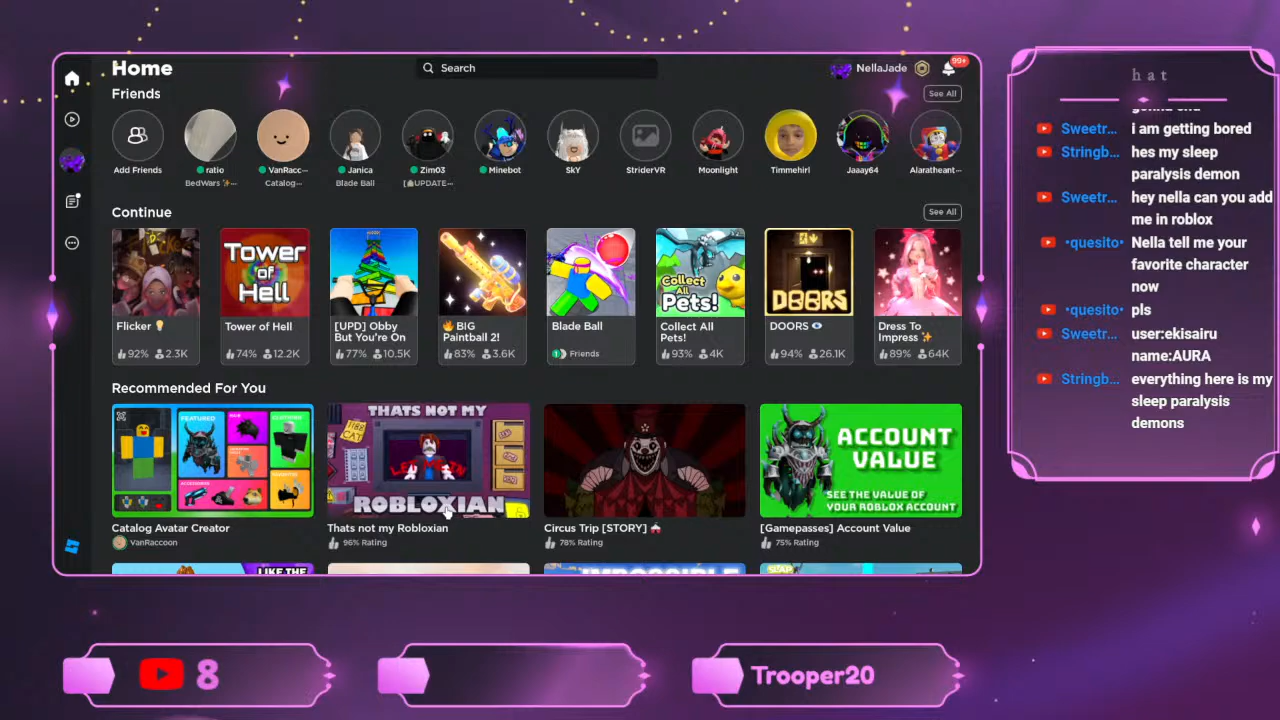 Home
Search
NellaJade
99+
Friends
See All
Add Friends
ratio
BedWars ✨...
VanRacc...
Catalog...
Janica
Blade Ball
Zim03
Minebot
SkY
StriderVR
Moonlight
Timmehirl
Jaaay64
Alaratheant...
Continue
See All
Tower of Hell
Collect All Pets!
DOORS
Flicker 💡
92% 2.3K
Tower of Hell
74% 12.2K
[UPD] Obby
But You're On
77% 10.5K
🔥 BIG
Paintball 2!
83% 3.6K
Blade Ball
1 Friends
Collect All
Pets!
93% 4K
DOORS 👁️
94% 26.1K
Dress To
Impress ✨
89% 64K
Recommended For You
FEATURED
THATS NOT MY
ROBLOXIAN
ACCOUNT
VALUE
SEE THE VALUE OF
YOUR ROBLOX ACCOUNT
Catalog Avatar Creator
VanRaccoon
Thats not my Robloxian
96% Rating
Circus Trip [STORY] 🎪
78% Rating
[Gamepasses] Account Value
75% Rating
LIKE THE
IMPOSSIBLE
SLAP
hat
Sweetr... i am getting bored
Stringb... hes my sleep
paralysis demon
Sweetr... hey nella can you add
me in roblox
•quesito• Nella tell me your
favorite character
now
•quesito• pls
Sweetr... user:ekisairu
name:AURA
Stringb... everything here is my
sleep paralysis
demons
8
Trooper20